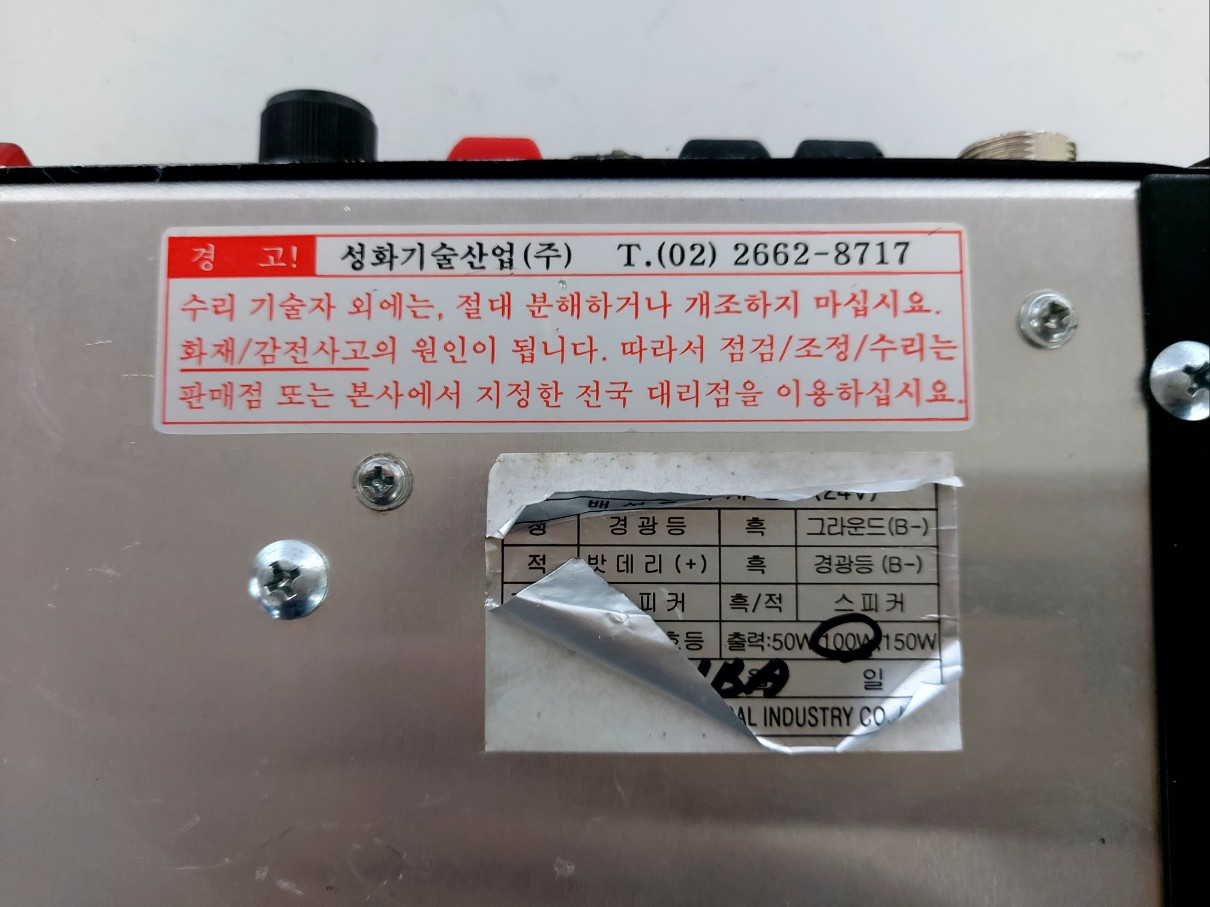 경 고! 성화기술산업(주) T.(02) 2662-8717
수리 기술자 외에는, 절대 분해하거나 개조하지 마십시요.
화재/감전사고의 원인이 됩니다. 따라서 점검/조정/수리는
판매점 또는 본사에서 지정한 전국 대리점을 이용하십시요.
(24V)
경광등 흑 그라운드(B-)
적 밧데리(+) 흑 경광등(B-)
피커 흑/적 스피커
호등 출력:50W 100W 150W
일
INDUSTRY CO.